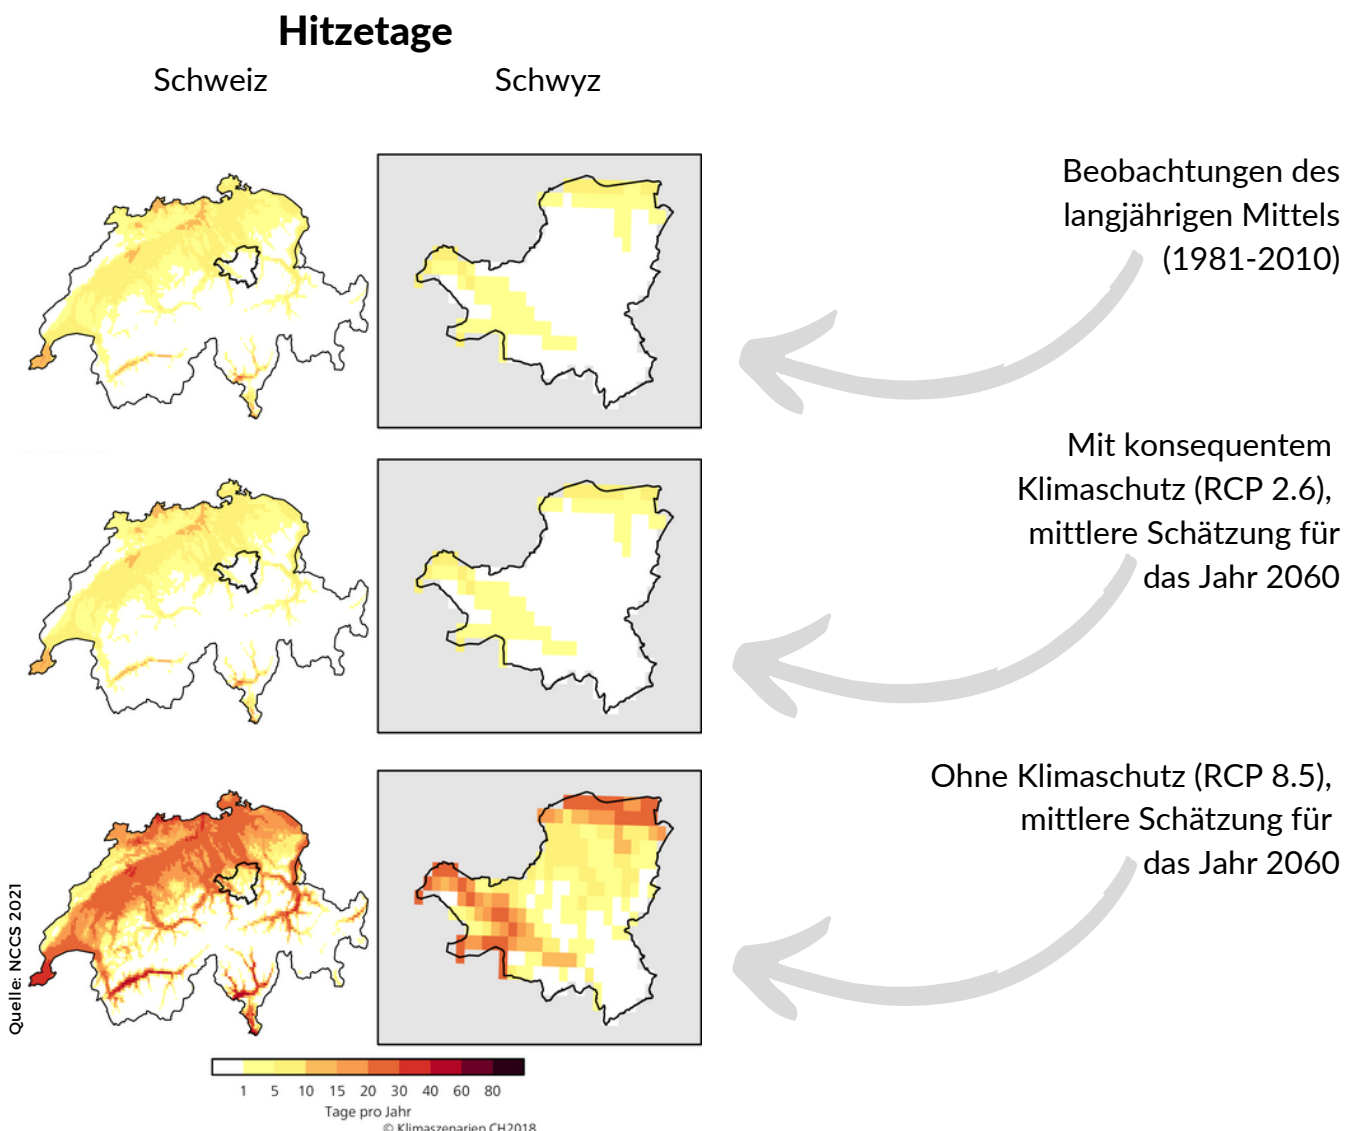 Hitzetage
Schweiz
Schwyz
Beobachtungen des
langjährigen Mittels
(1981-2010)
Mit konsequentem
Klimaschutz (RCP 2.6),
mittlere Schätzung für
das Jahr 2060
Ohne Klimaschutz (RCP 8.5),
mittlere Schätzung für
das Jahr 2060
Quelle: NCCS 2021
1 5 10 15 20 30 40 60 80
Tage pro Jahr
© Klimaszenarien CH2018